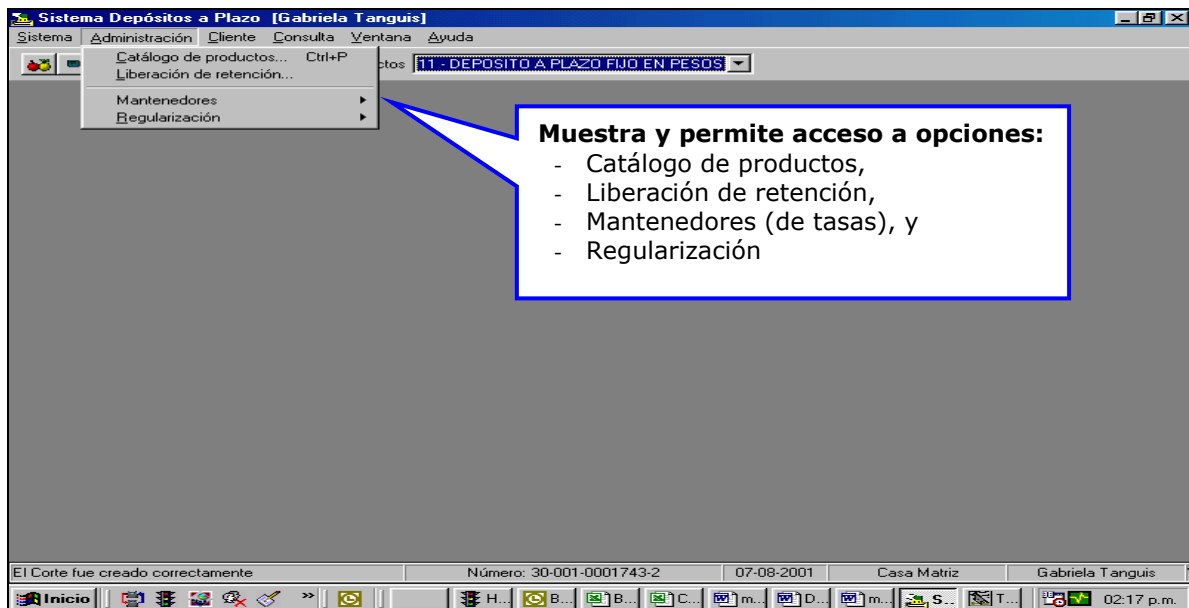 Sistema Depósitos a Plazo [Gabriela Tanguis]
Sistema Administración Cliente Consulta Ventana Ayuda
Catálogo de productos... Ctrl+P
Liberación de retención...
Mantenedores
Regularización
ctos 11 - DEPOSITO A PLAZO FIJO EN PESOS
Muestra y permite acceso a opciones:
- Catálogo de productos,
- Liberación de retención,
- Mantenedores (de tasas), y
- Regularización
El Corte fue creado correctamente Número: 30-001-0001743-2 07-08-2001 Casa Matriz Gabriela Tanguis
Inicio » H... B... B... C... m... D... m... S... T... 02:17 p.m.